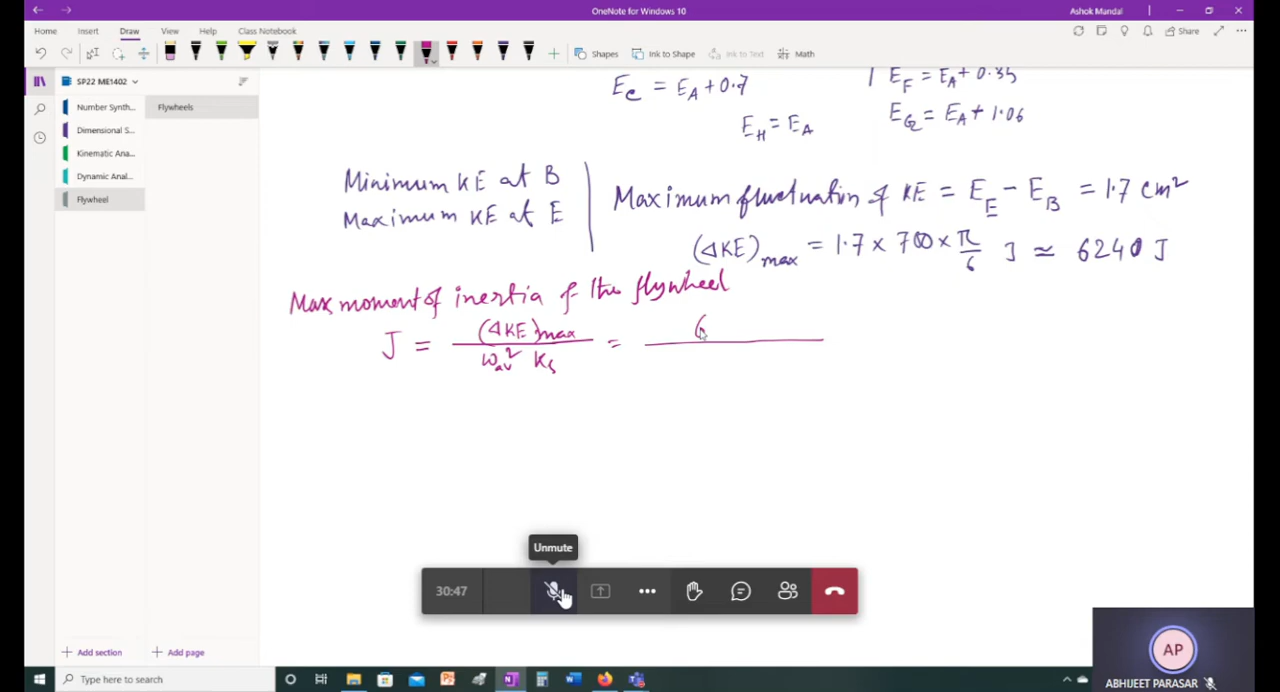 OneNote for Windows 10
Ashok Mandal
Home Insert Draw View Help Class Notebook
Share
Shapes Ink to Shape Ink to Text Math
SP22 ME1402
Number Synth...
Dimensional S...
Kinematic Ana...
Dynamic Anal...
Flywheel
Flywheels
E_C = E_A + 0.7
E_F = E_A + 0.35
E_H = E_A
E_G = E_A + 1.06
Minimum KE at B
Maximum KE at E
Maximum fluctuation of KE = E_E - E_B = 1.7 cm²
(ΔKE)max = 1.7 × 700 × π/6 J ≃ 6240 J
Max moment of inertia of the flywheel
J = (ΔKE)max / ω_av² K_s = 6
Unmute
30:47
Add section
Add page
AP
ABHIJEET PARASAR
Type here to search